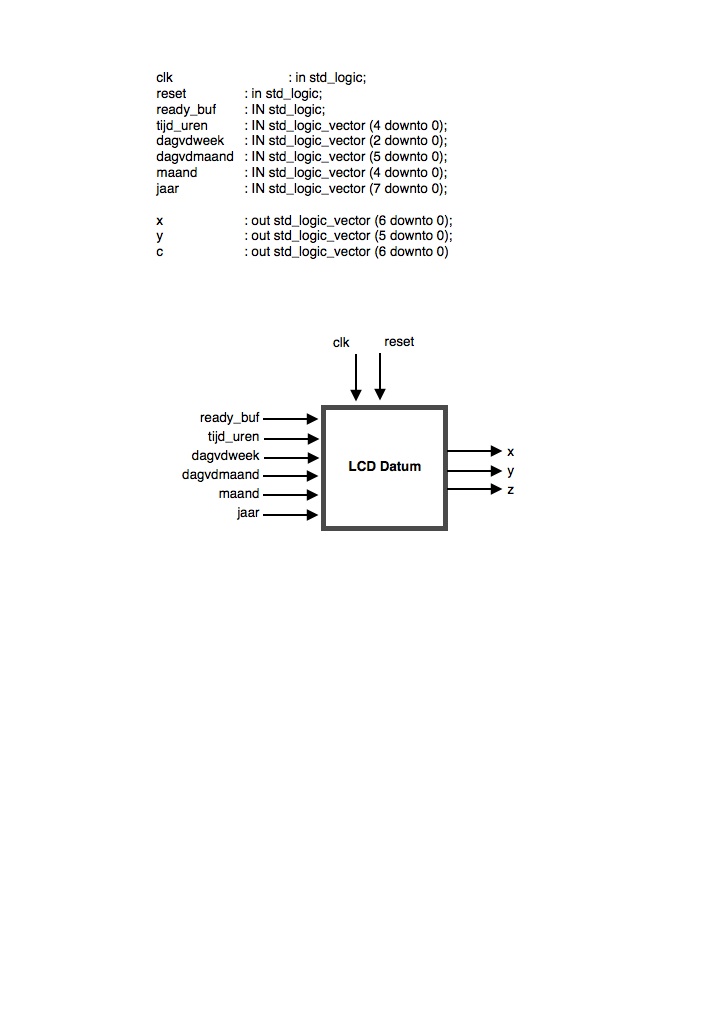 clk : in std_logic;
reset : in std_logic;
ready_buf : IN std_logic;
tijd_uren : IN std_logic_vector (4 downto 0);
dagvdweek : IN std_logic_vector (2 downto 0);
dagvdmaand : IN std_logic_vector (5 downto 0);
maand : IN std_logic_vector (4 downto 0);
jaar : IN std_logic_vector (7 downto 0);
x : out std_logic_vector (6 downto 0);
y : out std_logic_vector (5 downto 0);
c : out std_logic_vector (6 downto 0)
clk reset
ready_buf
tijd_uren
dagvdweek
dagvdmaand
maand
jaar
LCD Datum
x
y
z